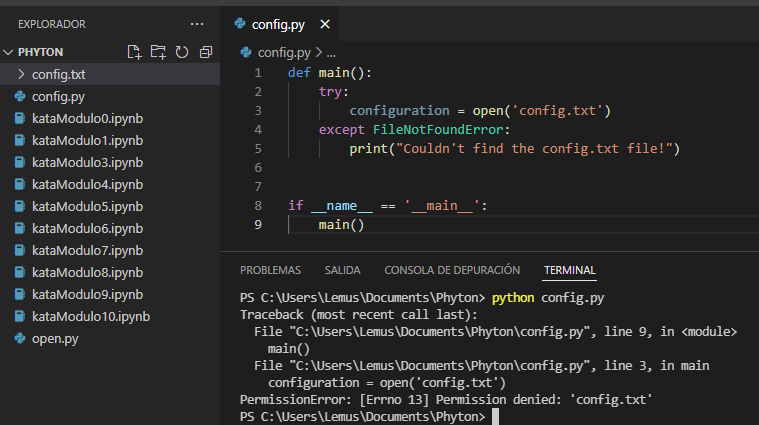 EXPLORADOR
PHYTON
config.txt
config.py
kataModulo0.ipynb
kataModulo1.ipynb
kataModulo3.ipynb
kataModulo4.ipynb
kataModulo5.ipynb
kataModulo6.ipynb
kataModulo7.ipynb
kataModulo8.ipynb
kataModulo9.ipynb
kataModulo10.ipynb
open.py
config.py
config.py > ...
1 def main():
2     try:
3         configuration = open('config.txt')
4     except FileNotFoundError:
5         print("Couldn't find the config.txt file!")
6
7
8 if __name__ == '__main__':
9     main()
PROBLEMAS SALIDA CONSOLA DE DEPURACIÓN TERMINAL
PS C:\Users\Lemus\Documents\Phyton> python config.py
Traceback (most recent call last):
  File "C:\Users\Lemus\Documents\Phyton\config.py", line 9, in <module>
    main()
  File "C:\Users\Lemus\Documents\Phyton\config.py", line 3, in main
    configuration = open('config.txt')
PermissionError: [Errno 13] Permission denied: 'config.txt'
PS C:\Users\Lemus\Documents\Phyton>